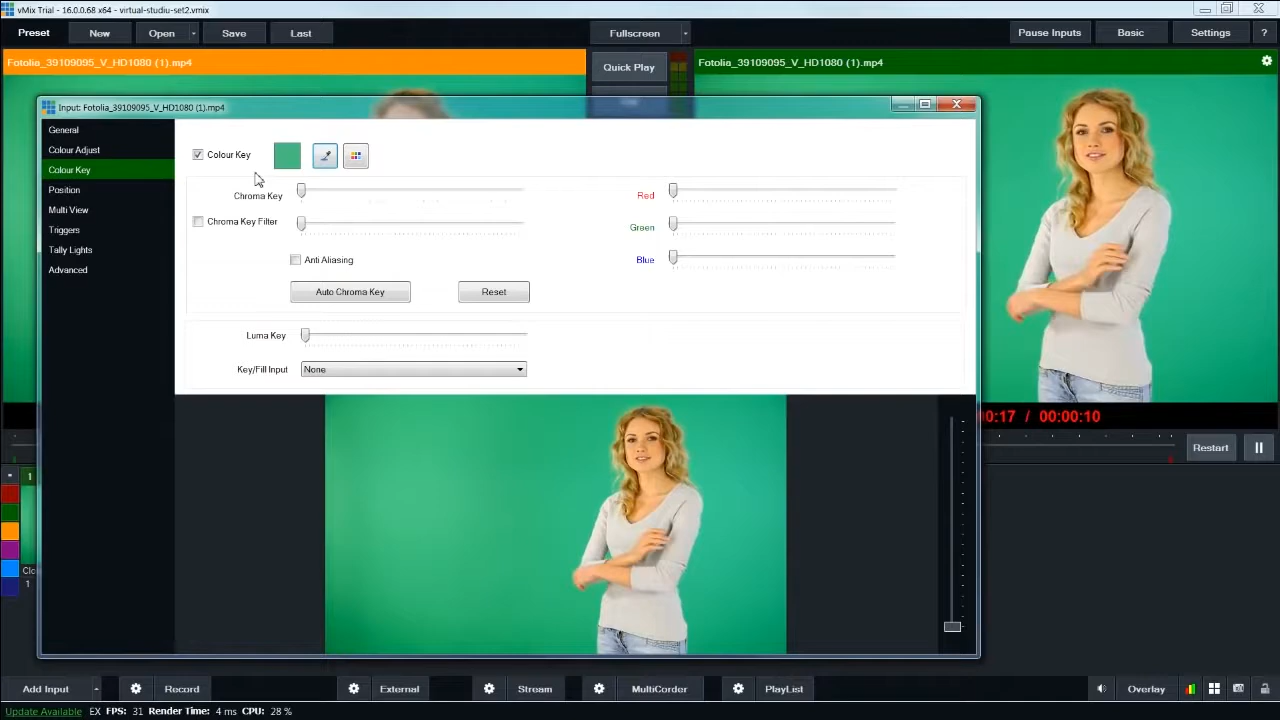 vMix Trial - 16.0.0.68 x64 - virtual-studiu-set2.vmix
Preset New Open Save Last Fullscreen Pause Inputs Basic Settings ?
Fotolia_39109095_V_HD1080 (1).mp4
Quick Play
Fotolia_39109095_V_HD1080 (1).mp4
Input: Fotolia_39109095_V_HD1080 (1).mp4
General
Colour Adjust
Colour Key
Position
Multi View
Triggers
Tally Lights
Advanced
Colour Key
Chroma Key
Red
Chroma Key Filter
Green
Anti Aliasing
Blue
Auto Chroma Key
Reset
Luma Key
Key/Fill Input
None
00:17 / 00:00:10
Restart
1
Clo
1
Add Input Record External Stream MultiCorder PlayList Overlay
Update Available EX FPS: 31 Render Time: 4 ms CPU: 28 %